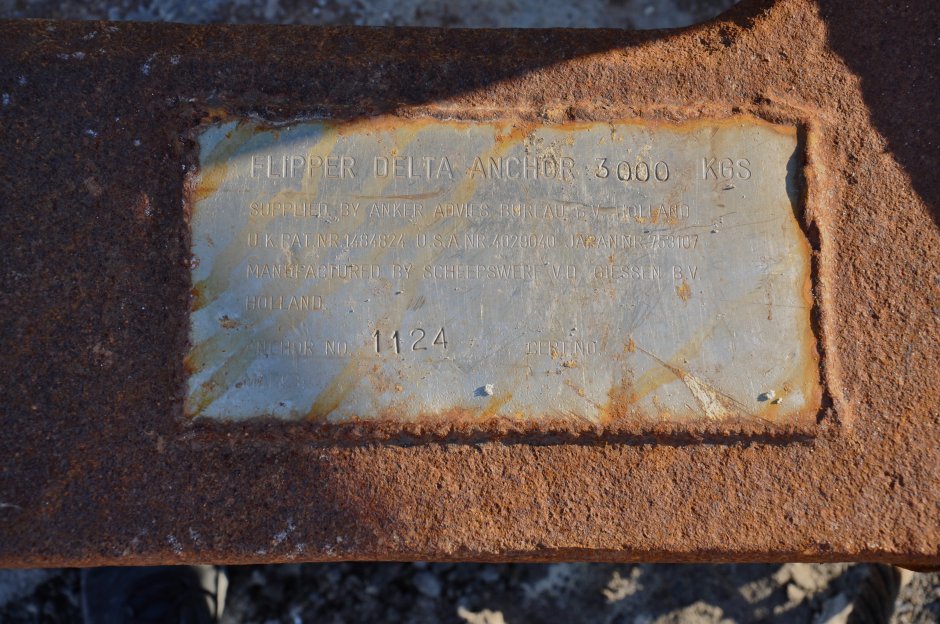 FLIPPER DELTA ANCHOR 3000 KGS
SUPPLIED BY ANKER ADVIES BUREAU B.V. HOLLAND
U.K.PAT.NR.1484824 U.S.A.NR.4029040 JAPAN.NR.753107
MANUFACTURED BY SCHEEPSWERF V.D. GIESSEN B.V.
HOLLAND.
ANCHOR NO. 1124 CERT.NO.